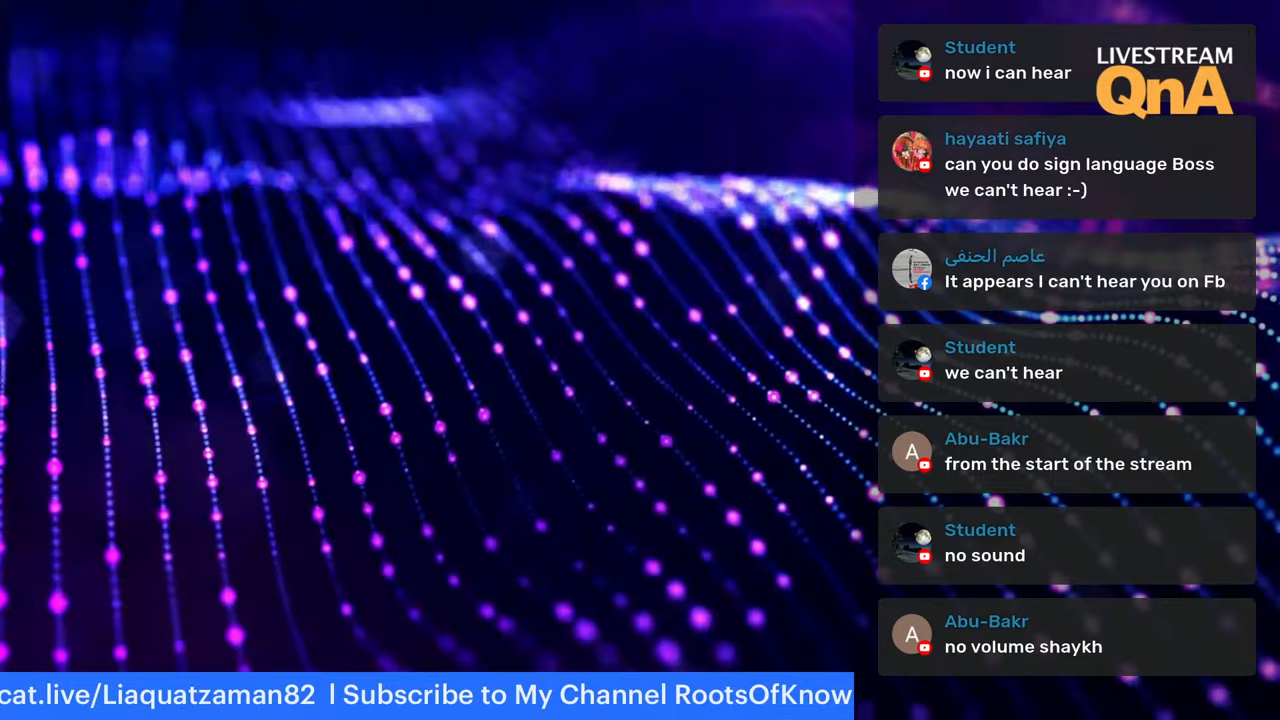 Student
now i can hear
LIVESTREAM
QnA
hayaati safiya
can you do sign language Boss
we can't hear :-)
عاصم الحنفی
It appears I can't hear you on Fb
Student
we can't hear
A
Abu-Bakr
from the start of the stream
Student
no sound
A
Abu-Bakr
no volume shaykh
cat.live/Liaquatzaman82 l Subscribe to My Channel RootsOfKnow